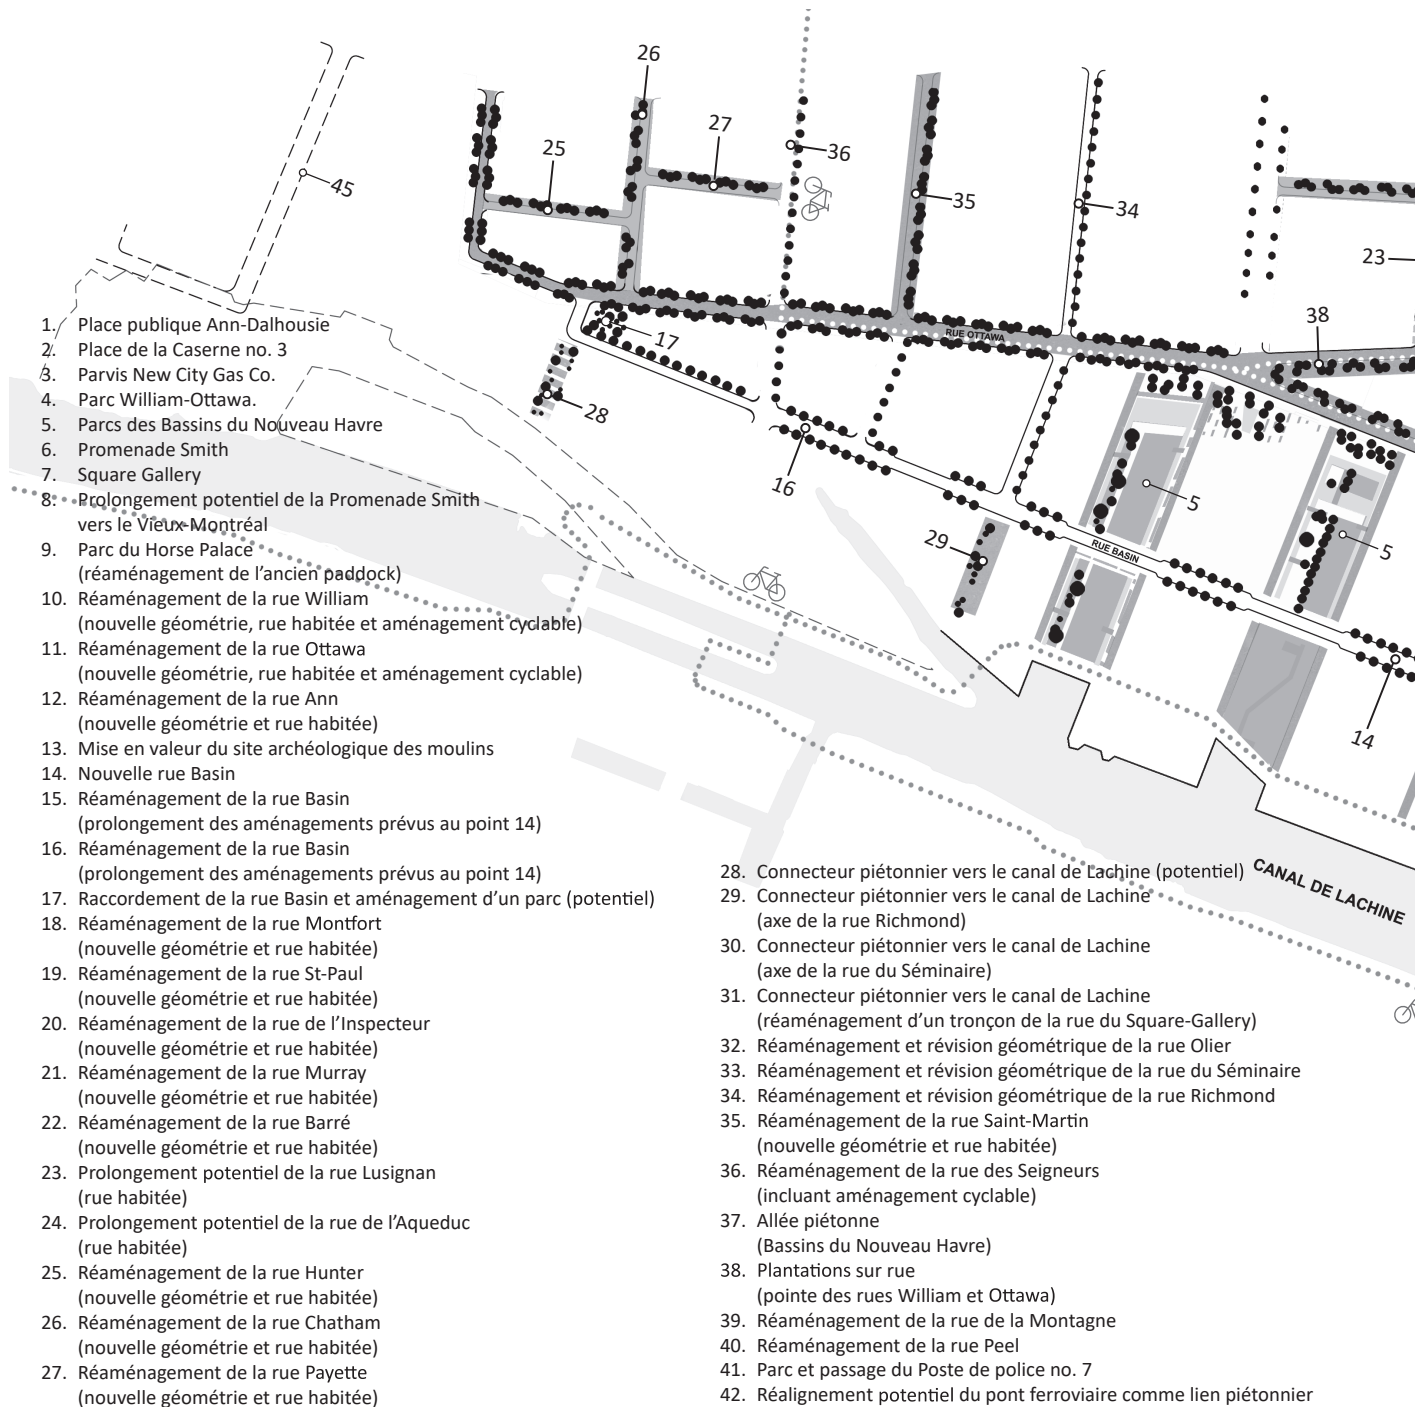 26
27
25
36
45
35
34
23
38
RUE OTTAWA
17
28
16
5
29
RUE BASIN
5
14
CANAL DE LACHINE
1. Place publique Ann-Dalhousie
2. Place de la Caserne no. 3
3. Parvis New City Gas Co.
4. Parc William-Ottawa.
5. Parcs des Bassins du Nouveau Havre
6. Promenade Smith
7. Square Gallery
8. Prolongement potentiel de la Promenade Smith
vers le Vieux-Montréal
9. Parc du Horse Palace
(réaménagement de l'ancien paddock)
10. Réaménagement de la rue William
(nouvelle géométrie, rue habitée et aménagement cyclable)
11. Réaménagement de la rue Ottawa
(nouvelle géométrie, rue habitée et aménagement cyclable)
12. Réaménagement de la rue Ann
(nouvelle géométrie et rue habitée)
13. Mise en valeur du site archéologique des moulins
14. Nouvelle rue Basin
15. Réaménagement de la rue Basin
(prolongement des aménagements prévus au point 14)
16. Réaménagement de la rue Basin
(prolongement des aménagements prévus au point 14)
17. Raccordement de la rue Basin et aménagement d'un parc (potentiel)
18. Réaménagement de la rue Montfort
(nouvelle géométrie et rue habitée)
19. Réaménagement de la rue St-Paul
(nouvelle géométrie et rue habitée)
20. Réaménagement de la rue de l'Inspecteur
(nouvelle géométrie et rue habitée)
21. Réaménagement de la rue Murray
(nouvelle géométrie et rue habitée)
22. Réaménagement de la rue Barré
(nouvelle géométrie et rue habitée)
23. Prolongement potentiel de la rue Lusignan
(rue habitée)
24. Prolongement potentiel de la rue de l'Aqueduc
(rue habitée)
25. Réaménagement de la rue Hunter
(nouvelle géométrie et rue habitée)
26. Réaménagement de la rue Chatham
(nouvelle géométrie et rue habitée)
27. Réaménagement de la rue Payette
(nouvelle géométrie et rue habitée)
28. Connecteur piétonnier vers le canal de Lachine (potentiel)
29. Connecteur piétonnier vers le canal de Lachine
(axe de la rue Richmond)
30. Connecteur piétonnier vers le canal de Lachine
(axe de la rue du Séminaire)
31. Connecteur piétonnier vers le canal de Lachine
(réaménagement d'un tronçon de la rue du Square-Gallery)
32. Réaménagement et révision géométrique de la rue Olier
33. Réaménagement et révision géométrique de la rue du Séminaire
34. Réaménagement et révision géométrique de la rue Richmond
35. Réaménagement de la rue Saint-Martin
(nouvelle géométrie et rue habitée)
36. Réaménagement de la rue des Seigneurs
(incluant aménagement cyclable)
37. Allée piétonne
(Bassins du Nouveau Havre)
38. Plantations sur rue
(pointe des rues William et Ottawa)
39. Réaménagement de la rue de la Montagne
40. Réaménagement de la rue Peel
41. Parc et passage du Poste de police no. 7
42. Réalignement potentiel du pont ferroviaire comme lien piétonnier